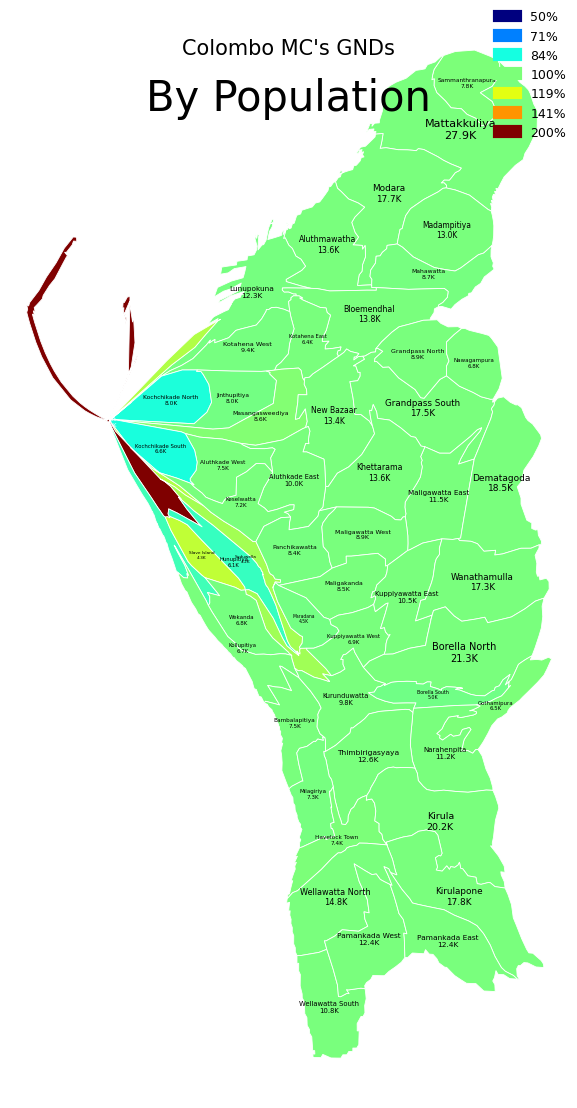 Colombo MC's GNDs
By Population
50%
71%
84%
100%
119%
141%
200%
Sammanthranapura
7.8K
Mattakkuliya
27.9K
Modara
17.7K
Madampitiya
13.0K
Aluthmawatha
13.6K
Mahawatta
8.7K
Lunupokuna
12.3K
Bloemendhal
13.8K
Kotahena East
6.4K
Kotahena West
9.4K
Grandpass North
8.9K
Nawagampura
6.8K
Kochchikade North
8.0K
Jinthupitiya
8.0K
Masangasweediya
8.6K
New Bazaar
13.4K
Grandpass South
17.5K
Kochchikade South
6.6K
Aluthkade West
7.5K
Khettarama
13.6K
Aluthkade East
10.0K
Dematagoda
18.5K
Keselwatta
7.2K
Maligawatta East
11.5K
Maligawatta West
8.9K
Panchikawatta
8.4K
Slave Island
4.3K
Hunupitiya
6.1K
Maligakanda
8.5K
Wanathamulla
17.3K
Kuppiyawatta East
10.5K
Wekanda
6.8K
Maradana
4.5K
Kuppiyawatta West
6.9K
Kollupitiya
6.7K
Borella North
21.3K
Kurunduwatta
9.8K
Borella South
5.0K
Gothamipura
6.5K
Bambalapitiya
7.5K
Thimbirigasyaya
12.6K
Narahenpita
11.2K
Milagiriya
7.3K
Kirula
20.2K
Havelock Town
7.4K
Wellawatta North
14.8K
Kirulapone
17.8K
Pamankada West
12.4K
Pamankada East
12.4K
Wellawatta South
10.8K